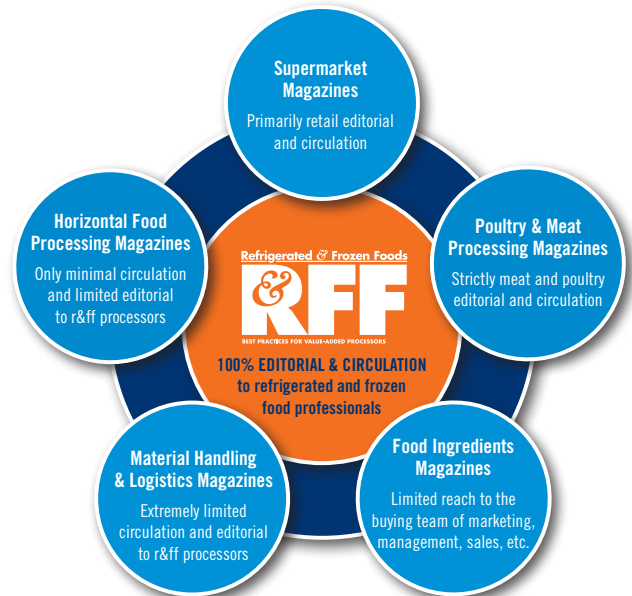 Supermarket
Magazines
Primarily retail editorial
and circulation
Horizontal Food
Processing Magazines
Only minimal circulation
and limited editorial
to r&ff processors
Poultry & Meat
Processing Magazines
Strictly meat and poultry
editorial and circulation
Refrigerated & Frozen Foods
R&FF
BEST PRACTICES FOR VALUE-ADDED PROCESSORS
100% EDITORIAL & CIRCULATION
to refrigerated and frozen
food professionals
Material Handling
& Logistics Magazines
Extremely limited
circulation and editorial
to r&ff processors
Food Ingredients
Magazines
Limited reach to the
buying team of marketing,
management, sales, etc.